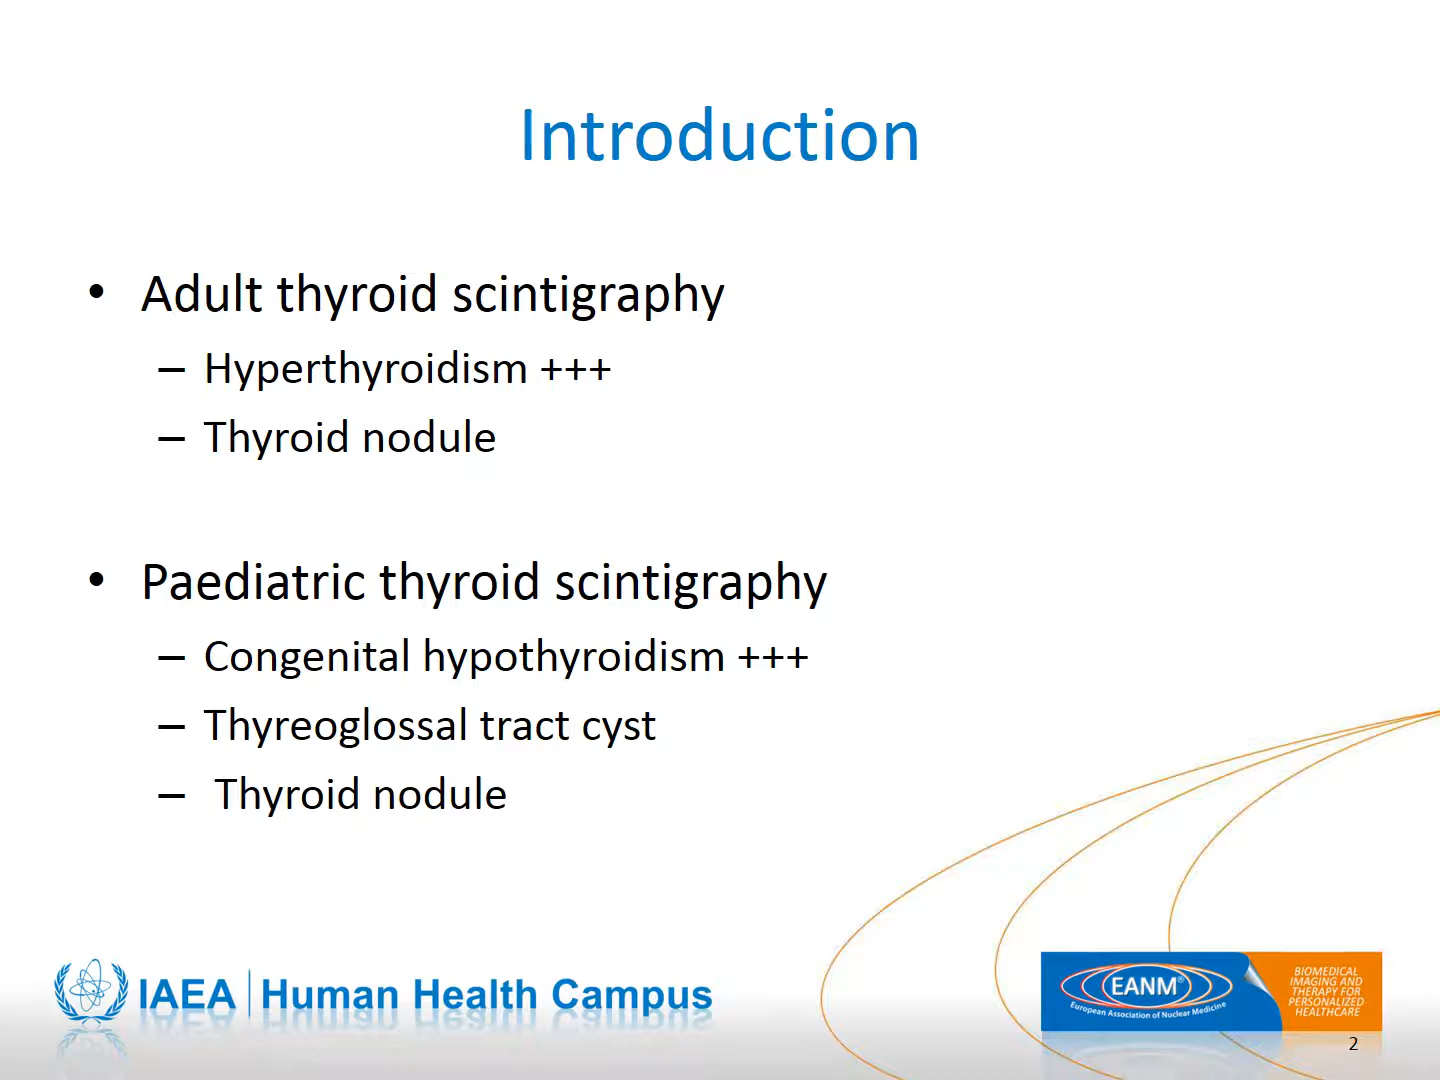 Introduction
• Adult thyroid scintigraphy
– Hyperthyroidism +++
– Thyroid nodule
• Paediatric thyroid scintigraphy
– Congenital hypothyroidism +++
– Thyreoglossal tract cyst
– Thyroid nodule
IAEA | Human Health Campus
EANM®
European Association of Nuclear Medicine
BIOMEDICAL
IMAGING AND
THERAPY FOR
PERSONALIZED
HEALTHCARE
2